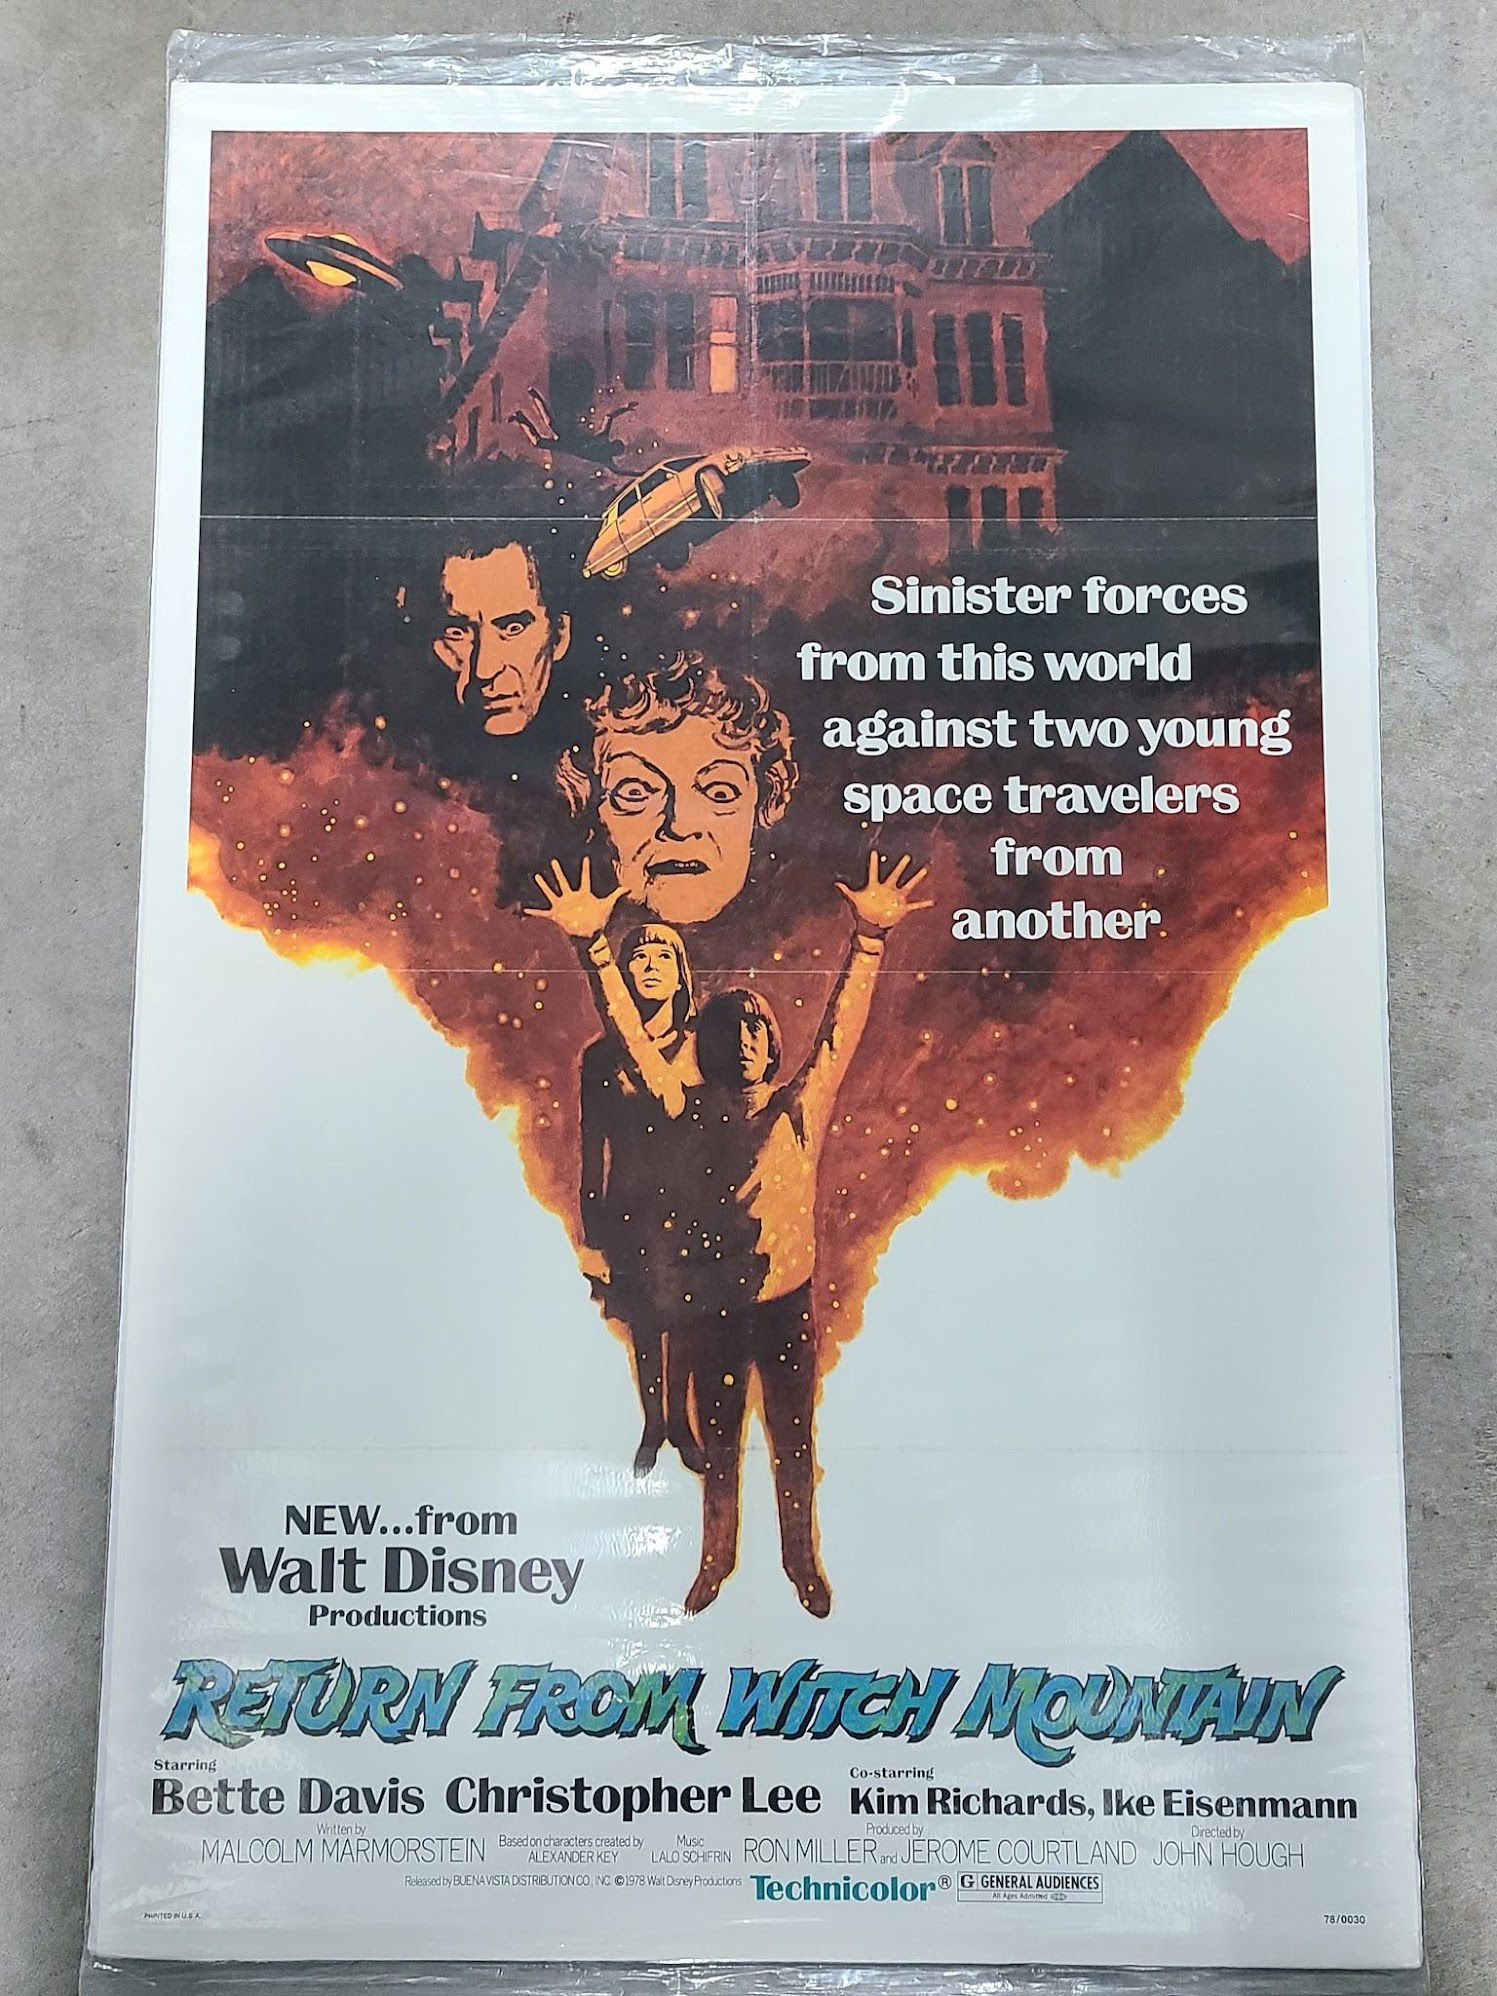 Sinister forces
from this world
against two young
space travelers
from
another.
NEW...from
Walt Disney
Productions
RETURN FROM WITCH MOUNTAIN
Starring
Bette Davis Christopher Lee
Co-starring
Kim Richards, Ike Eisenmann
Written by
MALCOLM MARMORSTEIN
Based on characters created by
ALEXANDER KEY
Music
LALO SCHIFRIN
Produced by
RON MILLER and JEROME COURTLAND
Directed by
JOHN HOUGH
Released by BUENA VISTA DISTRIBUTION CO., INC. ©1978 Walt Disney Productions
Technicolor®
G GENERAL AUDIENCES
All Ages Admitted
PRINTED IN U.S.A.
78/0030